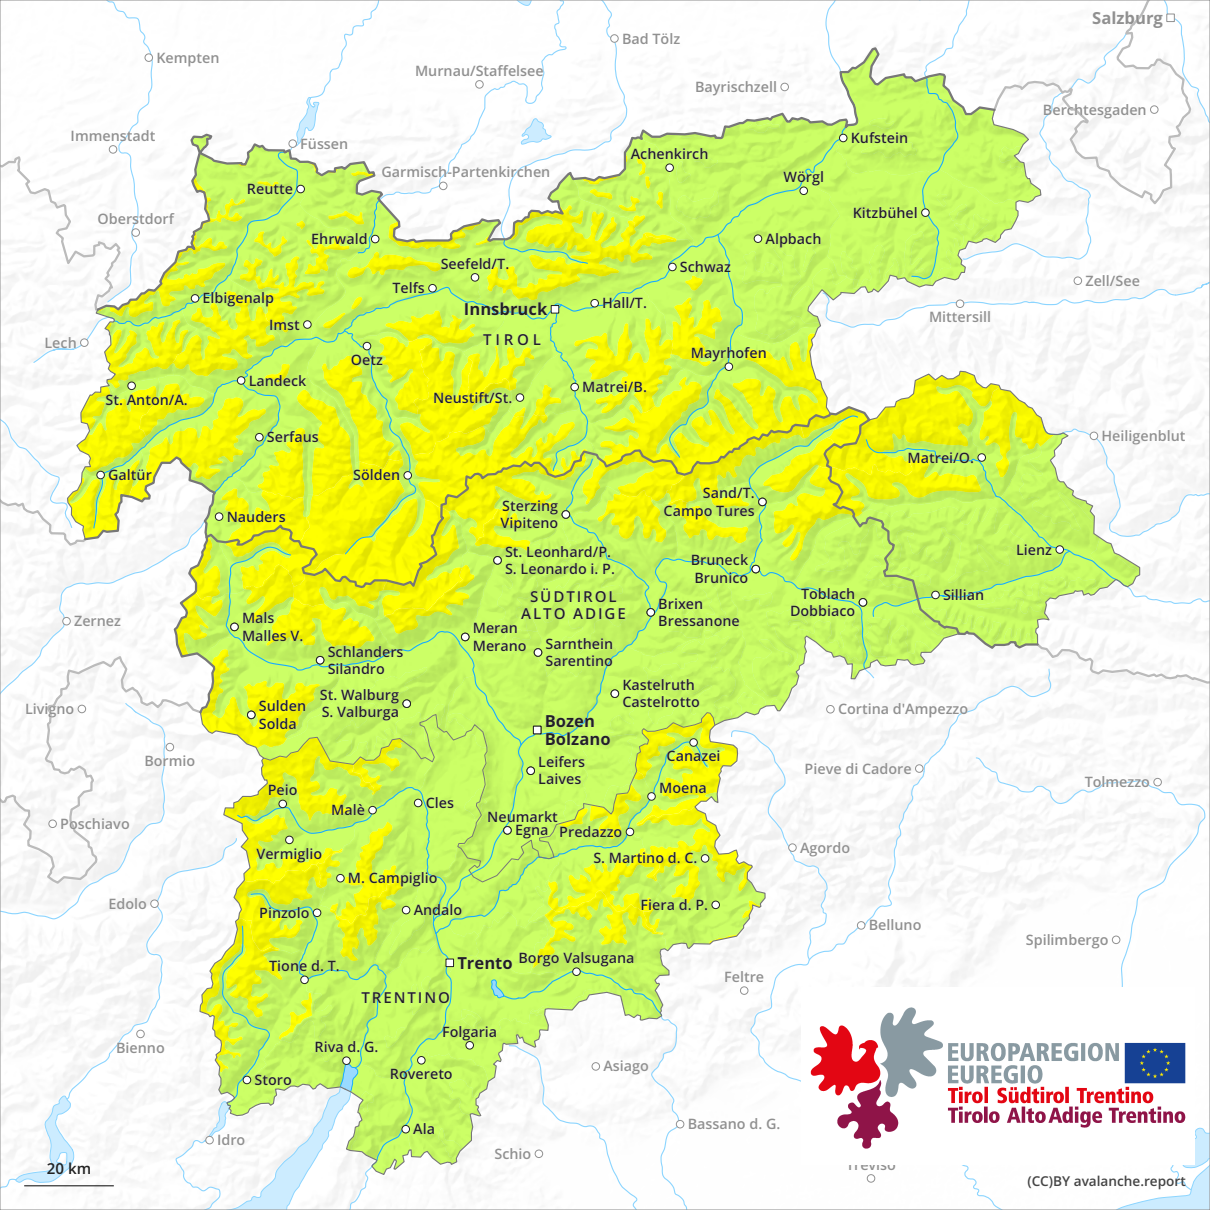 Salzburg
Bad Tölz
Kempten
Murnau/Staffelsee
Bayrischzell
Berchtesgaden
Immenstadt
Füssen
Kufstein
Achenkirch
Garmisch-Partenkirchen
Wörgl
Reutte
Oberstdorf
Kitzbühel
Ehrwald
Alpbach
Seefeld/T.
Schwaz
Zell/See
Telfs
Elbigenalp
Hall/T.
Innsbruck
Mittersill
Imst
TIROL
Lech
Oetz
Mayrhofen
Landeck
Matrei/B.
St. Anton/A.
Neustift/St.
Serfaus
Heiligenblut
Matrei/O.
Galtür
Sölden
Sand/T.
Campo Tures
Sterzing
Vipiteno
Nauders
St. Leonhard/P.
S. Leonardo i. P.
Lienz
Bruneck
Brunico
SÜDTIROL
ALTO ADIGE
Toblach
Dobbiaco
Sillian
Brixen
Bressanone
Zernez
Mals
Malles V.
Meran
Merano
Sarnthein
Sarentino
Schlanders
Silandro
Kastelruth
Castelrotto
St. Walburg
S. Valburga
Livigno
Sulden
Solda
Cortina d'Ampezzo
Bozen
Bolzano
Bormio
Canazei
Leifers
Laives
Pieve di Cadore
Tolmezzo
Peio
Moena
Malè
Cles
Neumarkt
Egna
Predazzo
Poschiavo
Vermiglio
S. Martino d. C.
Agordo
M. Campiglio
Edolo
Pinzolo
Andalo
Fiera d. P.
Belluno
Spilimbergo
Trento
Borgo Valsugana
Tione d. T.
Feltre
TRENTINO
Folgaria
Bienno
Riva d. G.
Rovereto
Asiago
Storo
EUROPAREGION
EUREGIO
Tirol Südtirol Trentino
Tirolo Alto Adige Trentino
Ala
Bassano d. G.
Idro
Schio
Treviso
20 km
(CC)BY avalanche.report